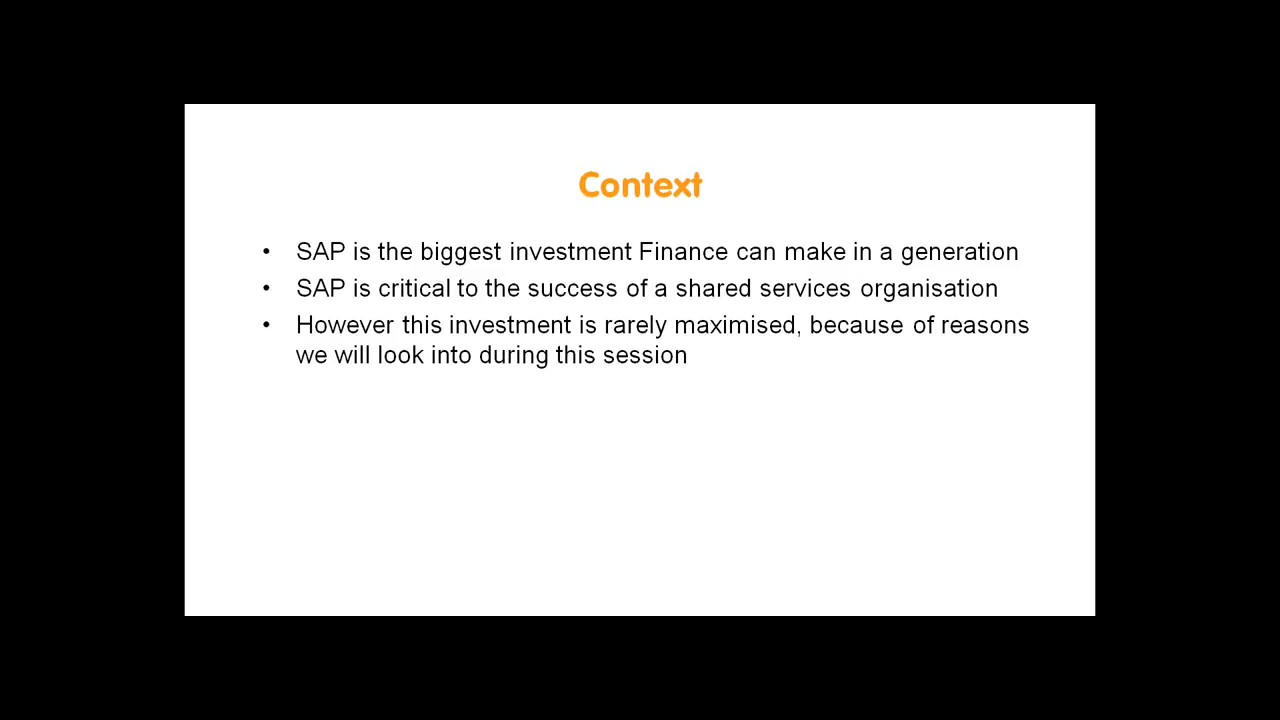 Context
• SAP is the biggest investment Finance can make in a generation
• SAP is critical to the success of a shared services organisation
• However this investment is rarely maximised, because of reasons
we will look into during this session